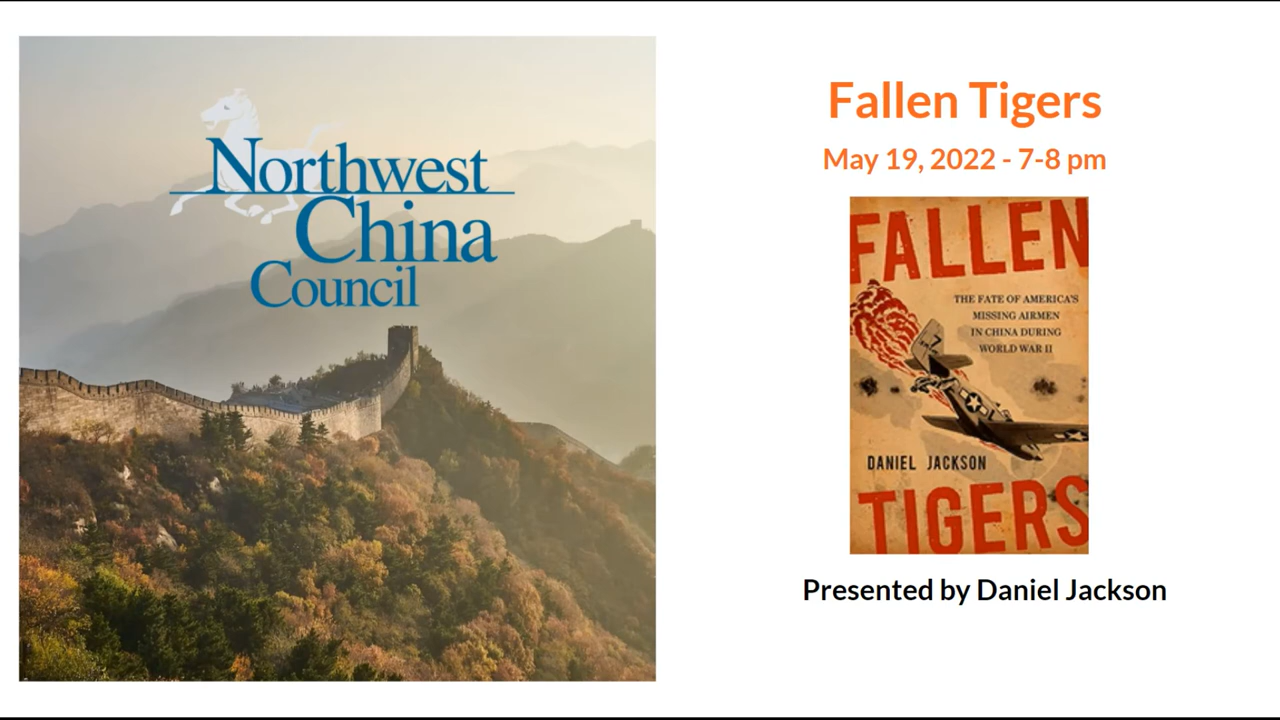 Northwest
China
Council
Fallen Tigers
May 19, 2022 - 7-8 pm
FALLEN
THE FATE OF AMERICA'S
MISSING AIRMEN
IN CHINA DURING
WORLD WAR II
7
DANIEL JACKSON
TIGERS
Presented by Daniel Jackson